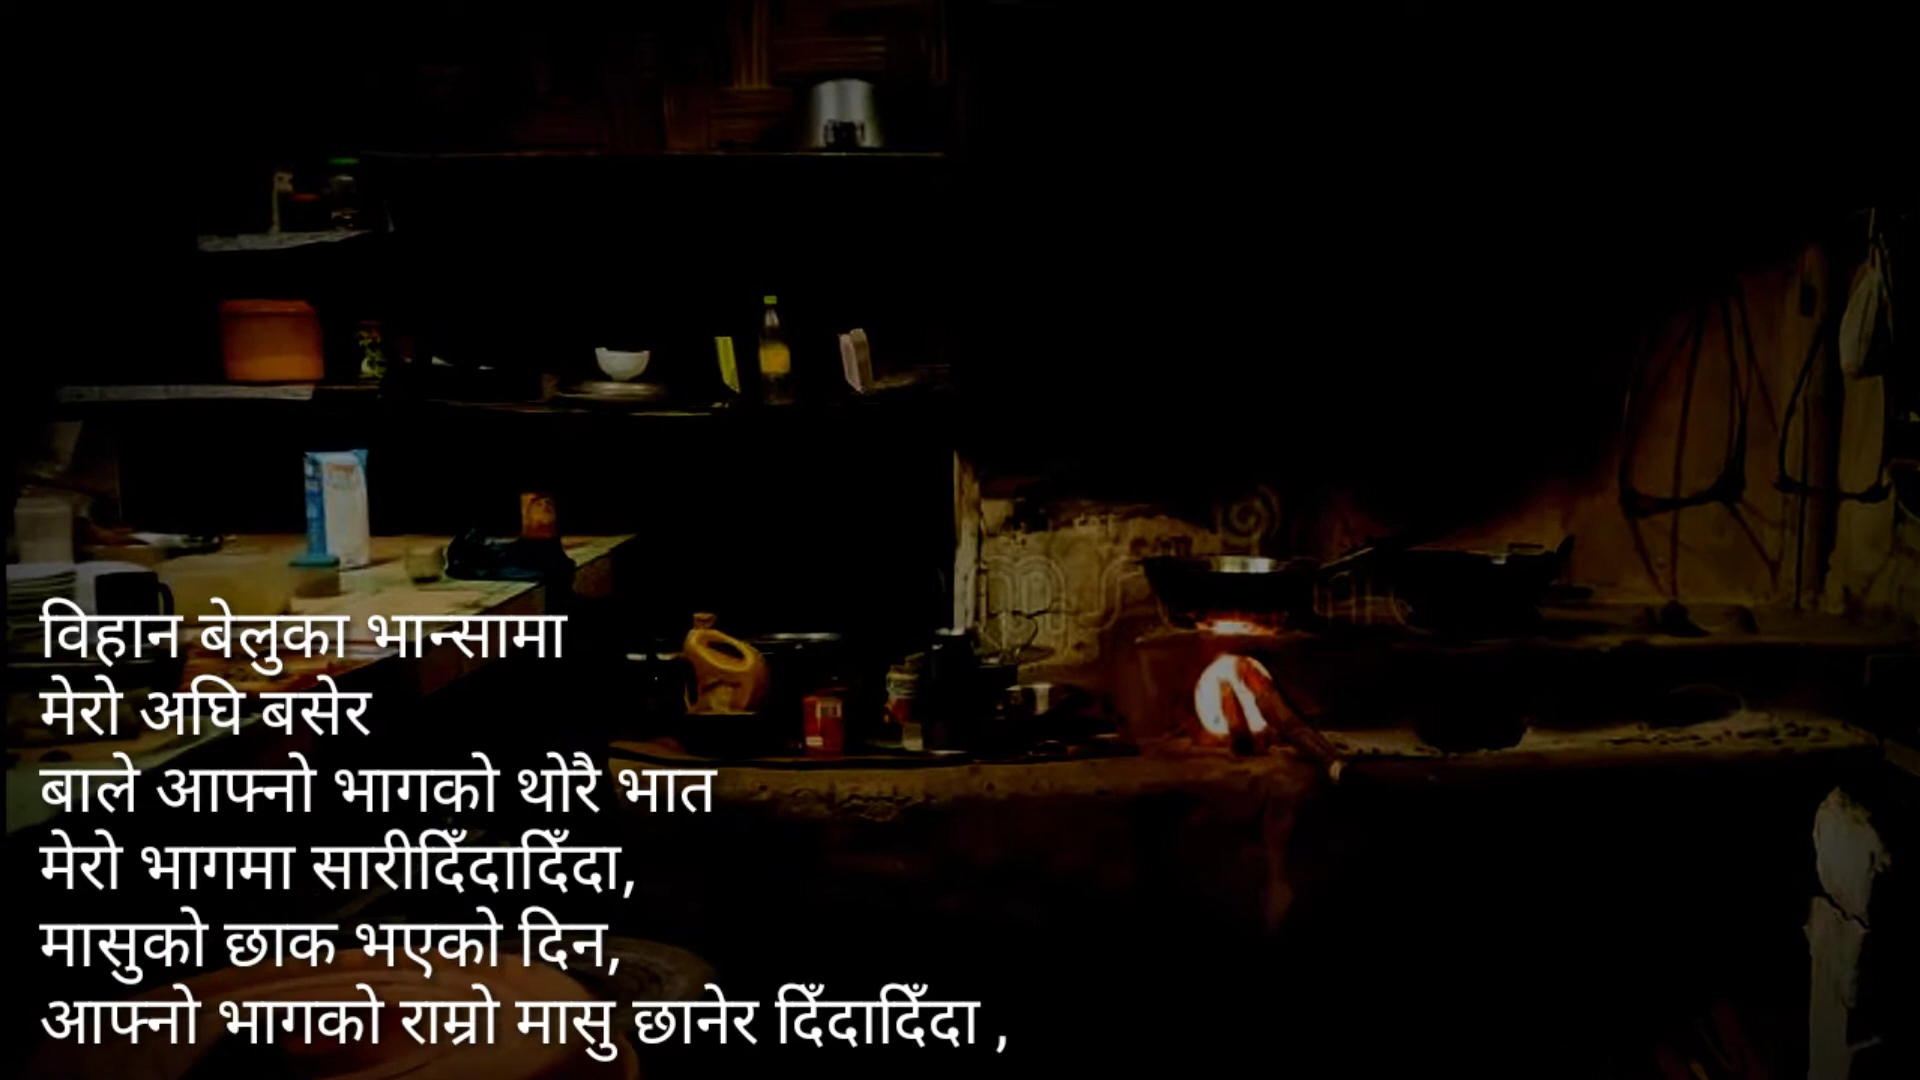 विहान बेलुका भान्सामा
मेरो अघि बसेर
बाले आफ्नो भागको थोरै भात
मेरो भागमा सारीदिँदादिँदा,
मासुको छाक भएको दिन,
आफ्नो भागको राम्रो मासु छानेर दिँदादिँदा ,